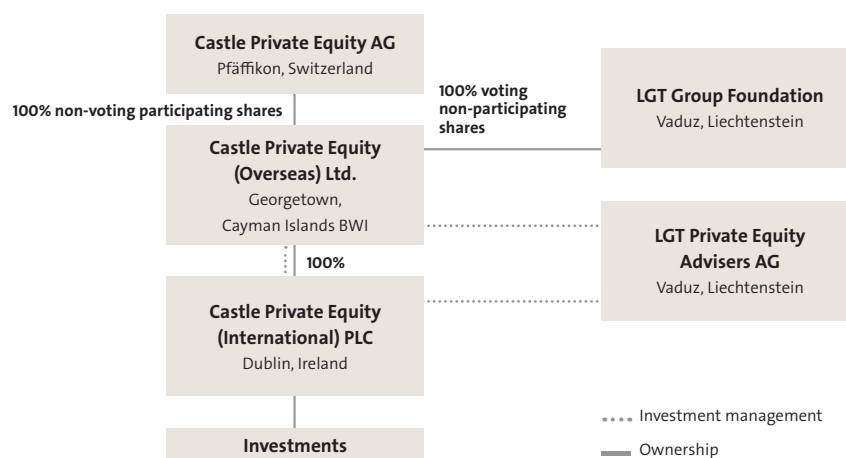 Castle Private Equity AG
Pfäffikon, Switzerland
100% non-voting participating shares
100% voting
non-participating
shares
LGT Group Foundation
Vaduz, Liechtenstein
Castle Private Equity
(Overseas) Ltd.
Georgetown,
Cayman Islands BWI
LGT Private Equity
Advisers AG
Vaduz, Liechtenstein
100%
Castle Private Equity
(International) PLC
Dublin, Ireland
Investments
Investment management
Ownership